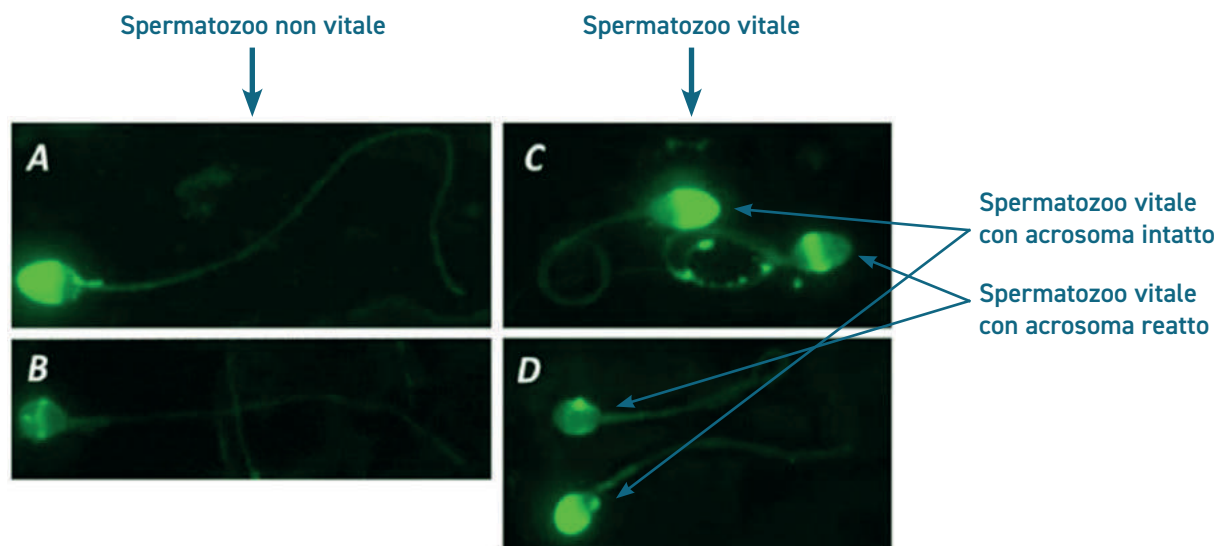 Spermatozoo non vitale
Spermatozoo vitale
A
C
Spermatozoo vitale
con acrosoma intatto
Spermatozoo vitale
con acrosoma reatto
B
D